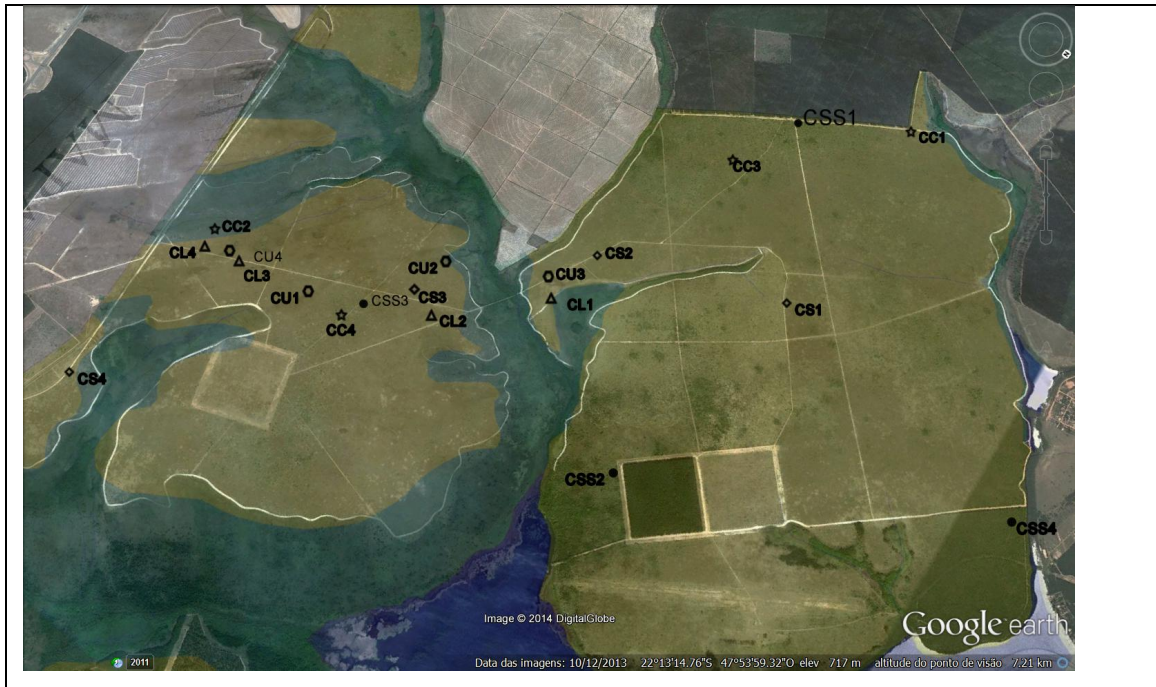 CSS1
CC1
CC3
CC2
CL4
CU4
CL3
CU2
CS2
CU3
CU1
CSS3
CS3
CL1
CL2
CC4
CS1
CS4
CSS2
CSS4
Image © 2014 DigitalGlobe
Google earth
2011
Data das imagens: 10/12/2013 22°13'14.76"S 47°53'59.32"O elev 717 m altitude do ponto de visão 7.21 km